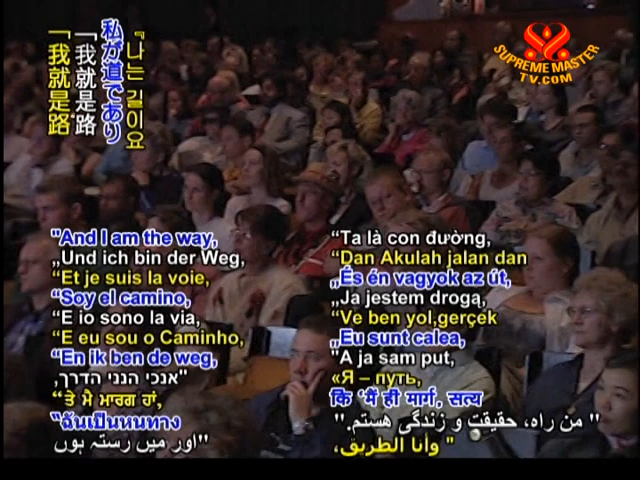 『나는 길이요
私が道であり
「我就是路
「我就是路
SUPREME MASTER
TV.COM
"And I am the way,
„Und ich bin der Weg,
“Et je suis la voie,
“Soy el camino,
“E io sono la via,
“E eu sou o Caminho,
“En ik ben de weg,
"אנכי הנני הדרך,
“ਤੇ ਮੈ ਮਾਰਗ ਹਾਂ,
“ฉันเป็นหนทาง
"اور میں رستہ ہوں
“Ta là con đường,
“Dan Akulah jalan dan
„És én vagyok az út,
„Ja jestem drogą,
“Ve ben yol,gerçek
„Eu sunt calea,
"A ja sam put,
«Я – путь,
कि ‘मैं ही मार्ग, सत्य
" من راه، حقیقت و زندگی هستم."
" وأنا الطريق،